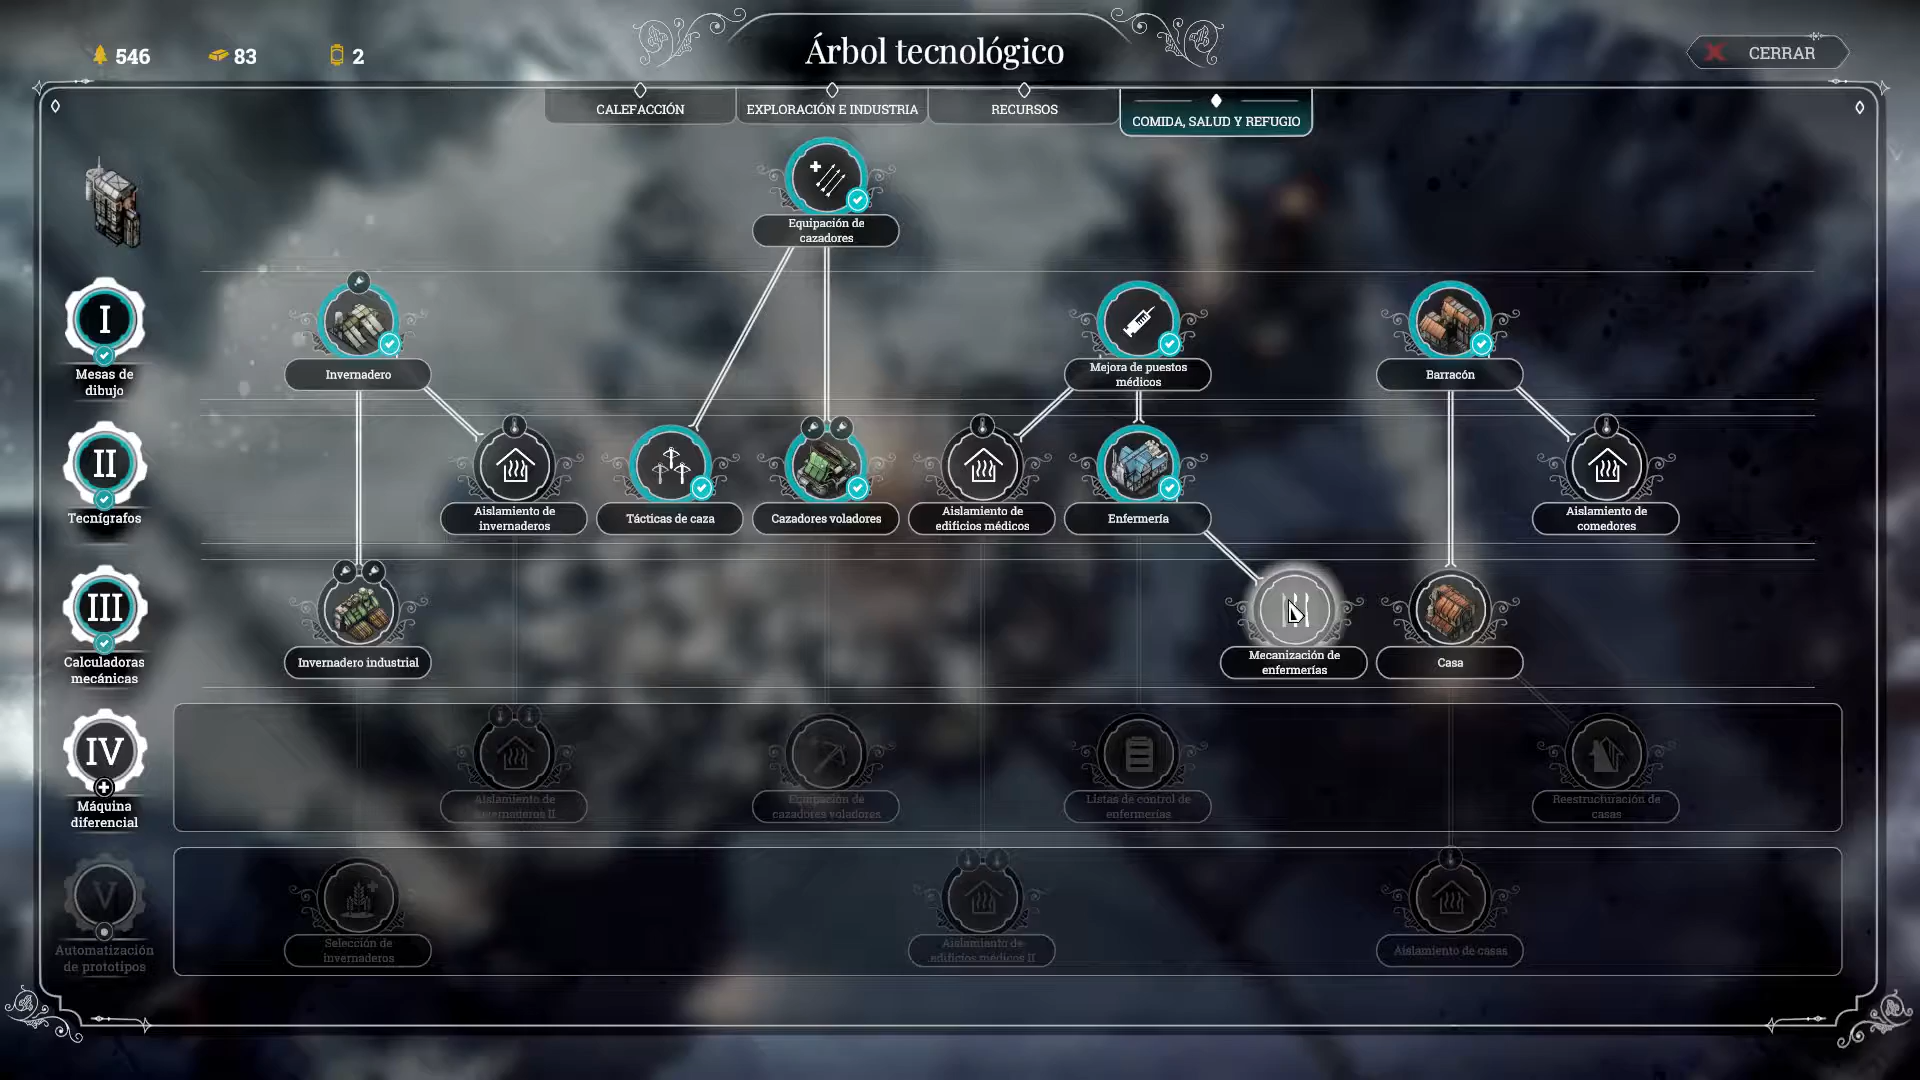 546
83
2
Árbol tecnológico
CERRAR
CALEFACCIÓN
EXPLORACIÓN E INDUSTRIA
RECURSOS
COMIDA, SALUD Y REFUGIO
Equipación de
cazadores
I
Mesas de
dibujo
Invernadero
Mejora de puestos
médicos
Barracón
II
Tecnígrafos
Aislamiento de
invernaderos
Tácticas de caza
Cazadores voladores
Aislamiento de
edificios médicos
Enfermería
Aislamiento de
comedores
III
Calculadoras
mecánicas
Invernadero industrial
Mecanización de
enfermerías
Casa
IV
Máquina
diferencial
Aislamiento de
invernaderos II
Equipación de
cazadores voladores
Listas de control de
enfermerías
Reestructuración de
casas
V
Automatización
de prototipos
Selección de
invernaderos
Aislamiento de
edificios médicos II
Aislamiento de casas